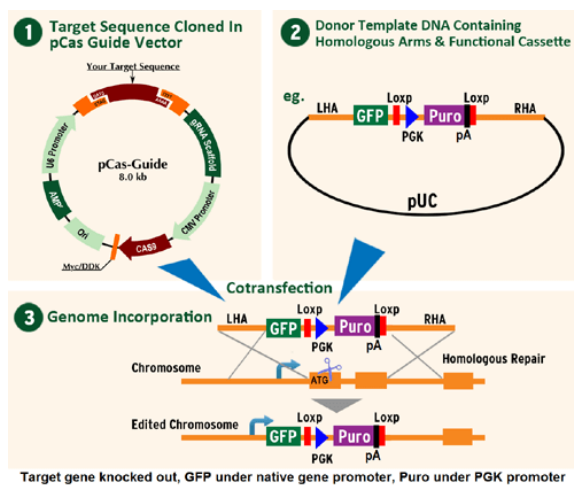 1 Target Sequence Cloned In
pCas Guide Vector
Your Target Sequence
U6 Promoter
gRNA Scaffold
pCas-Guide
8.0 kb
AMPʳ
CMV Promoter
Ori
CAS9
Myc/DDK
2 Donor Template DNA Containing
Homologous Arms & Functional Cassette
eg.
LHA GFP Loxp Puro Loxp RHA
PGK pA
pUC
Cotransfection
3 Genome Incorporation
LHA GFP Loxp Puro Loxp RHA
PGK pA
Homologous Repair
Chromosome
ATG
Edited Chromosome
GFP Loxp Puro Loxp
PGK pA
Target gene knocked out, GFP under native gene promoter, Puro under PGK promoter